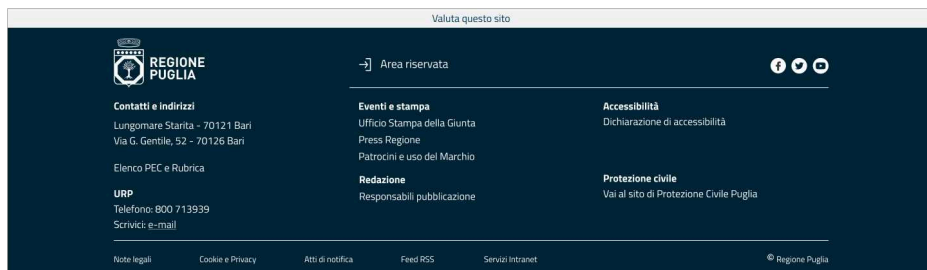 Valuta questo sito
REGIONE
PUGLIA
Area riservata
Contatti e indirizzi
Lungomare Starita - 70121 Bari
Via G. Gentile, 52 - 70126 Bari
Elenco PEC e Rubrica
URP
Telefono: 800 713939
Scrivici: e-mail
Eventi e stampa
Ufficio Stampa della Giunta
Press Regione
Patrocini e uso del Marchio
Redazione
Responsabili pubblicazione
Accessibilità
Dichiarazione di accessibilità
Protezione civile
Vai al sito di Protezione Civile Puglia
Note legali Cookie e Privacy Atti di notifica Feed RSS Servizi Intranet © Regione Puglia